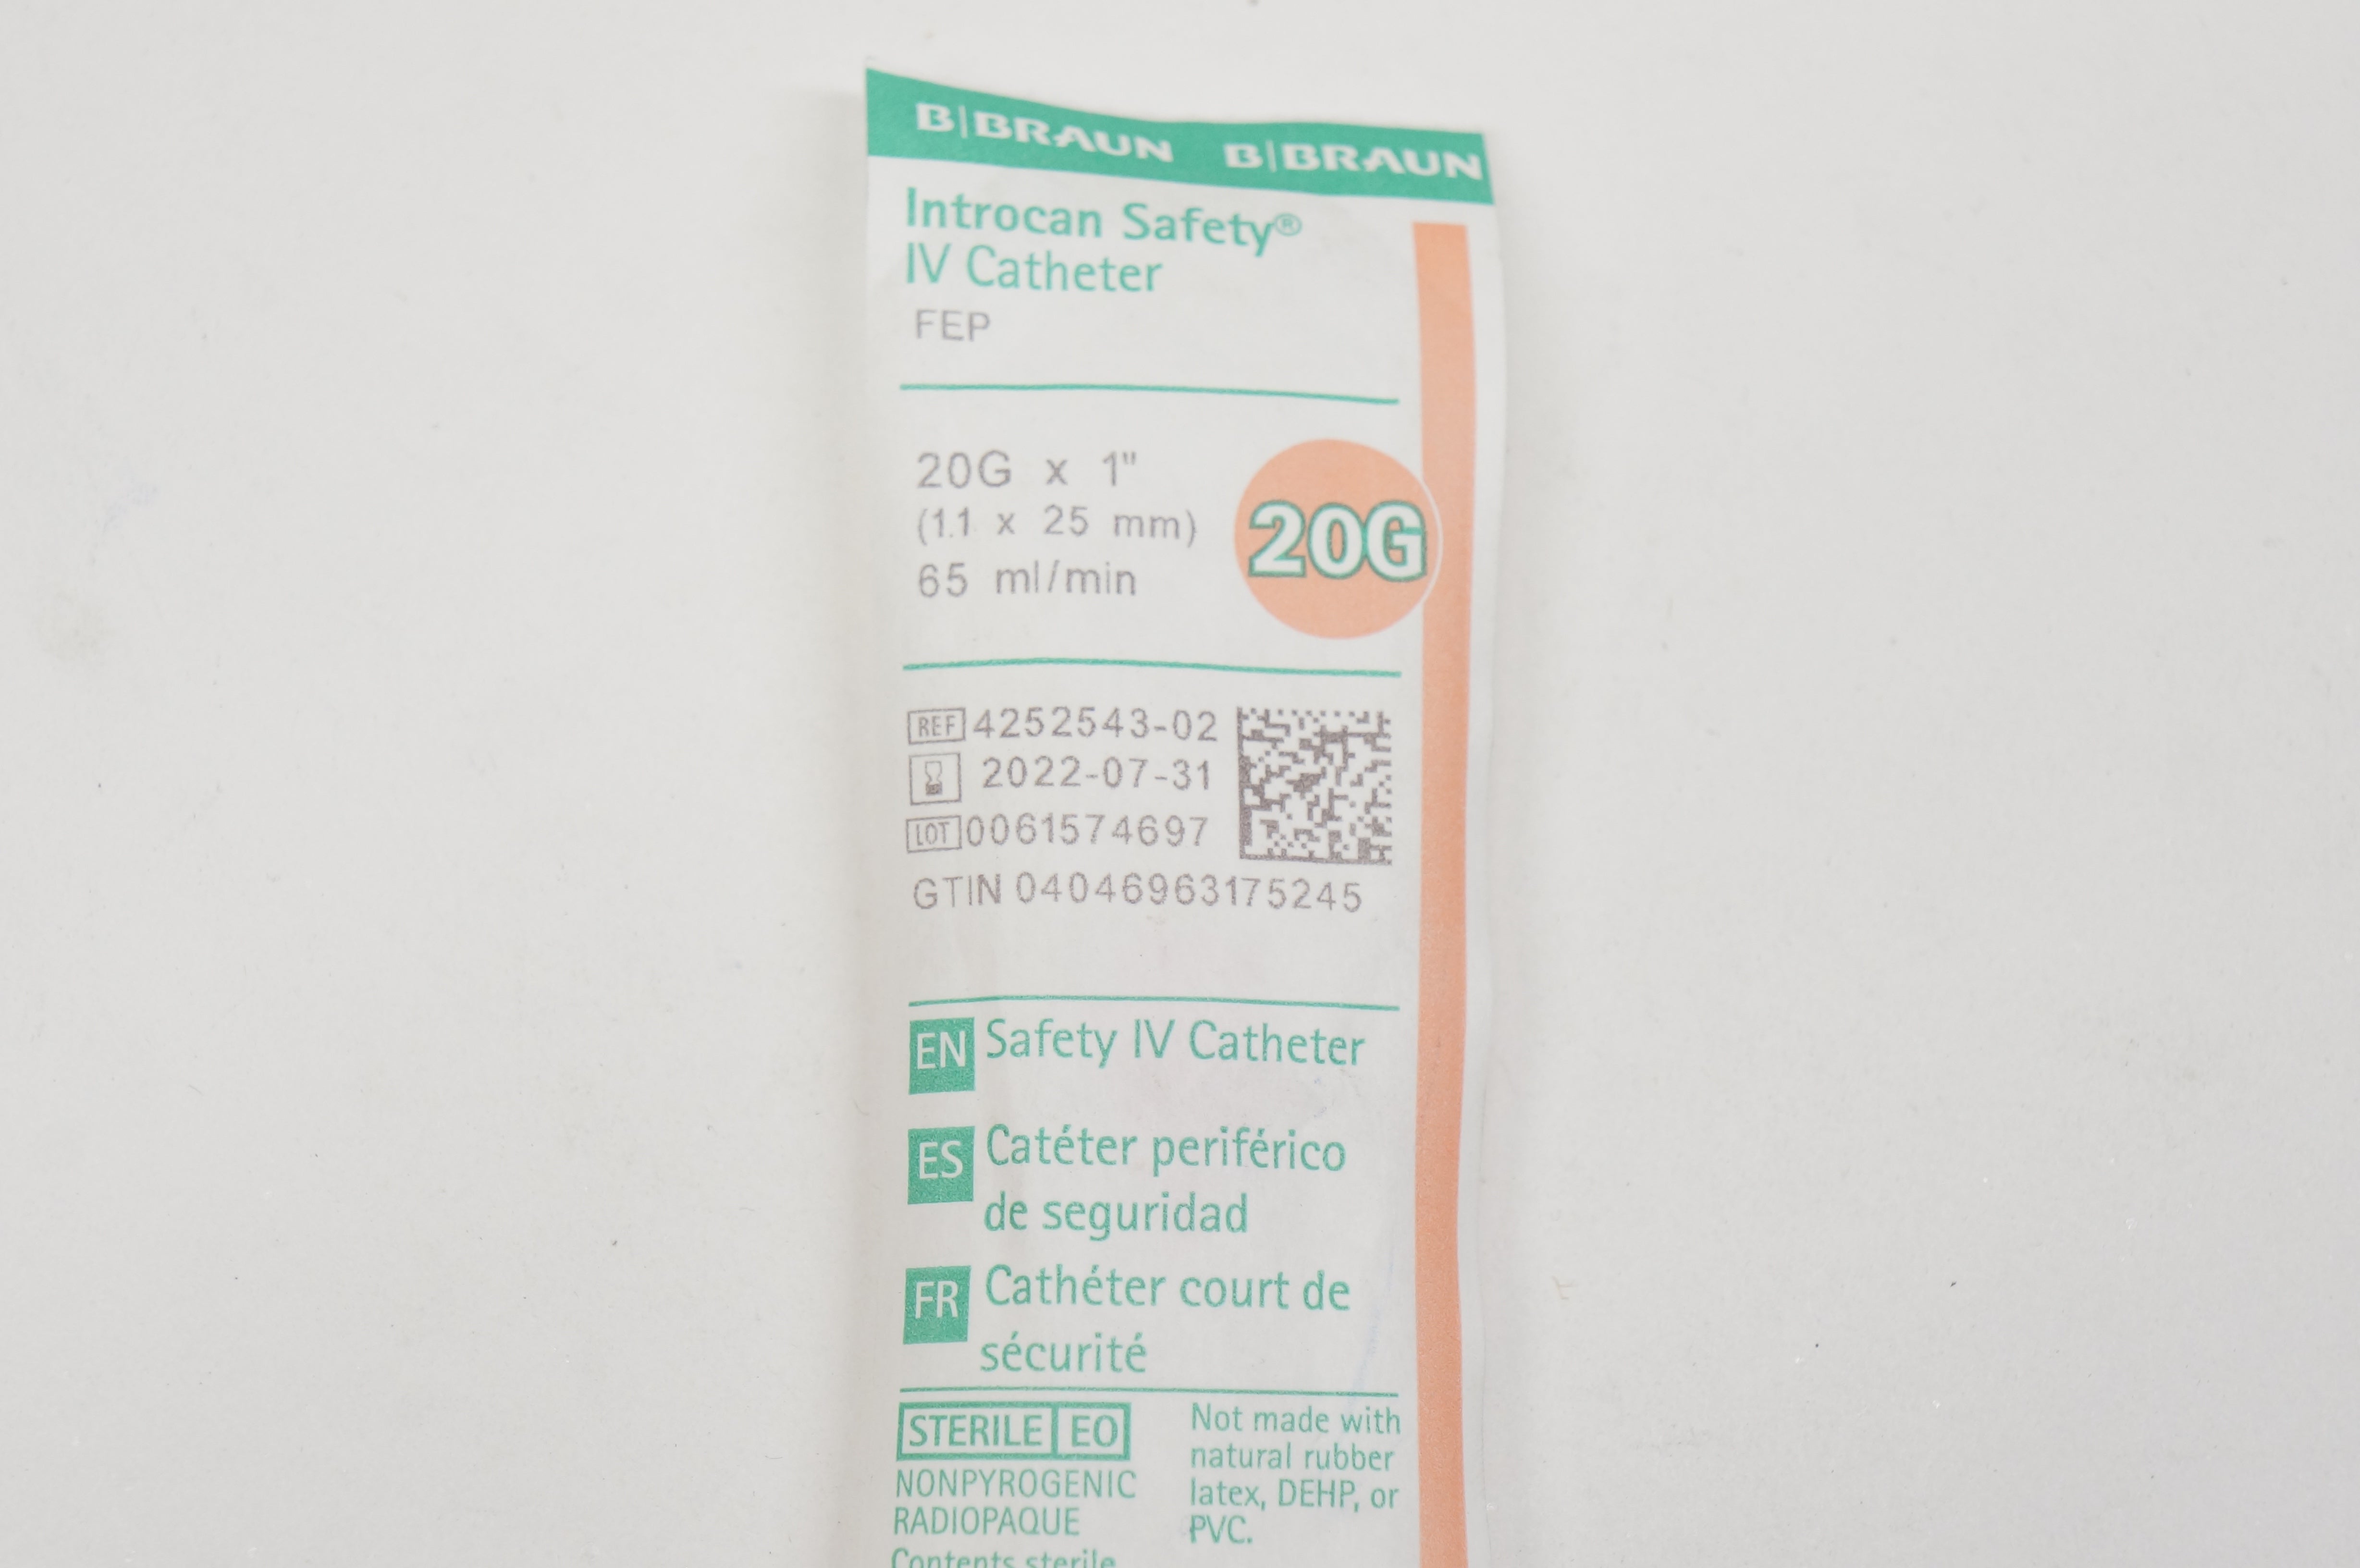 B|BRAUN B|BRAUN
Introcan Safety®
IV Catheter
FEP
20G x 1"
(1.1 x 25 mm)
65 ml/min
20G
REF 4252543-02
2022-07-31
LOT 0061574697
GTIN 04046963175245
EN Safety IV Catheter
ES Catéter periférico
de seguridad
FR Cathéter court de
sécurité
STERILE EO
NONPYROGENIC
RADIOPAQUE
Contents sterile
Not made with
natural rubber
latex, DEHP, or
PVC.